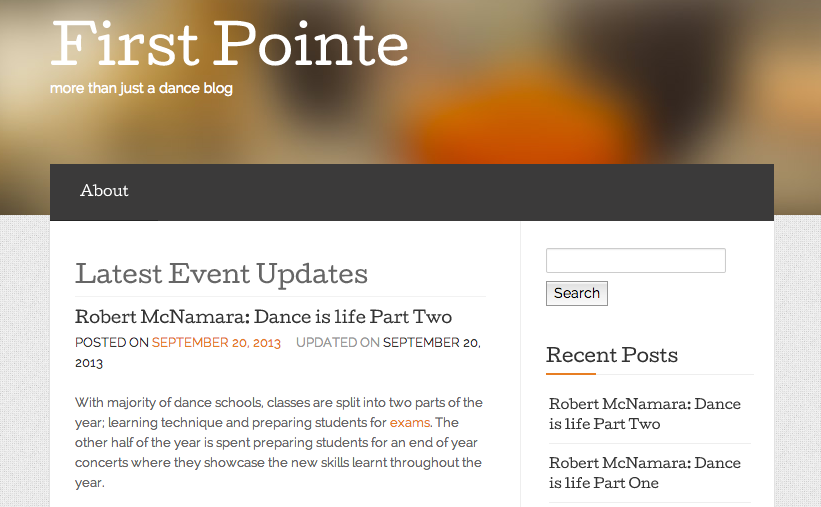 First Pointe
more than just a dance blog
About
Latest Event Updates
Robert McNamara: Dance is life Part Two
POSTED ON SEPTEMBER 20, 2013 UPDATED ON SEPTEMBER 20,
2013
With majority of dance schools, classes are split into two parts of the
year; learning technique and preparing students for exams. The
other half of the year is spent preparing students for an end of year
concerts where they showcase the new skills learnt throughout the
year.
Search
Recent Posts
Robert McNamara: Dance
is life Part Two
Robert McNamara: Dance
is life Part One